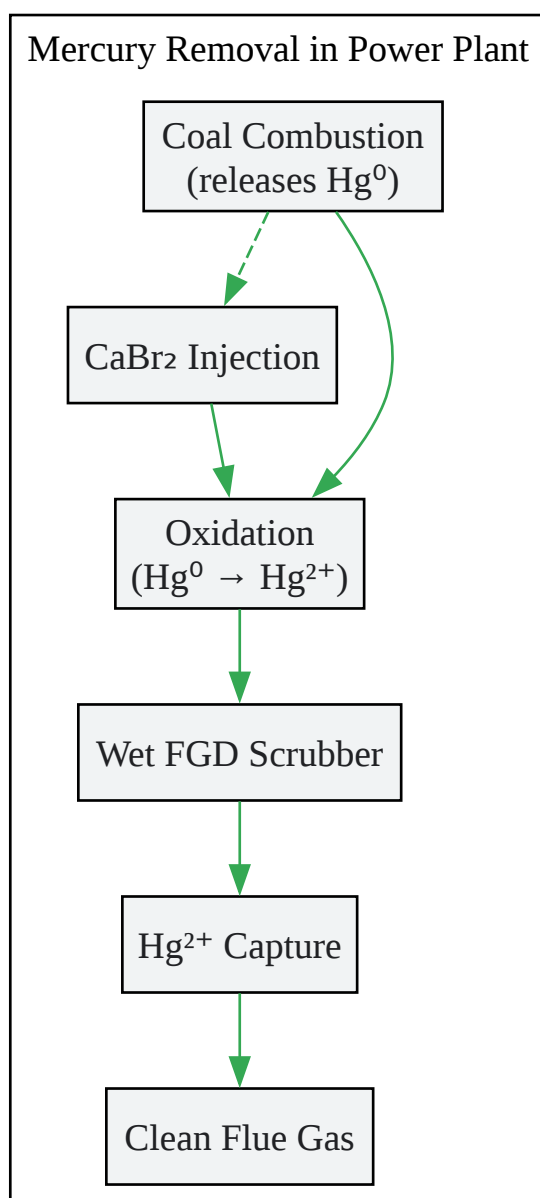 Mercury Removal in Power Plant
Coal Combustion
(releases Hg⁰)
CaBr₂ Injection
Oxidation
(Hg⁰ → Hg²⁺)
Wet FGD Scrubber
Hg²⁺ Capture
Clean Flue Gas